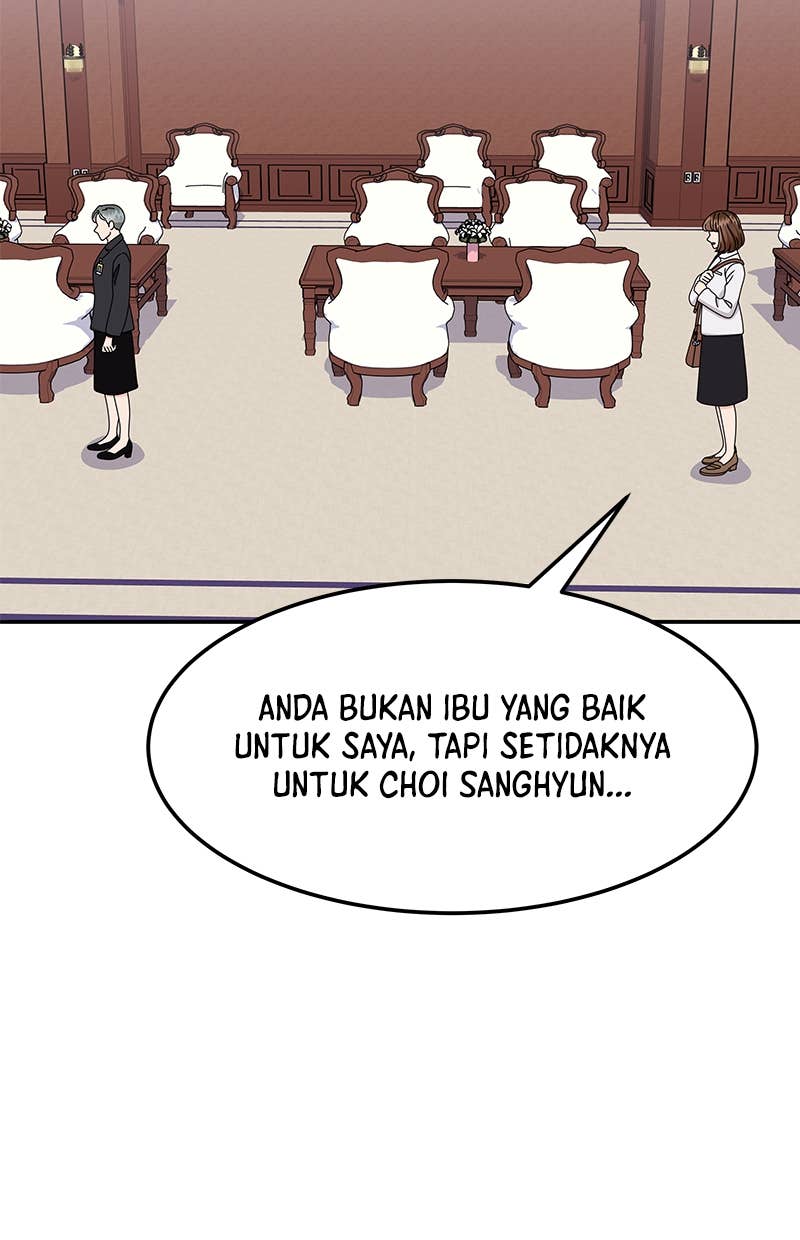 ANDA BUKAN IBU YANG BAIK
UNTUK SAYA, TAPI SETIDAKNYA
UNTUK CHOI SANGHYUN...